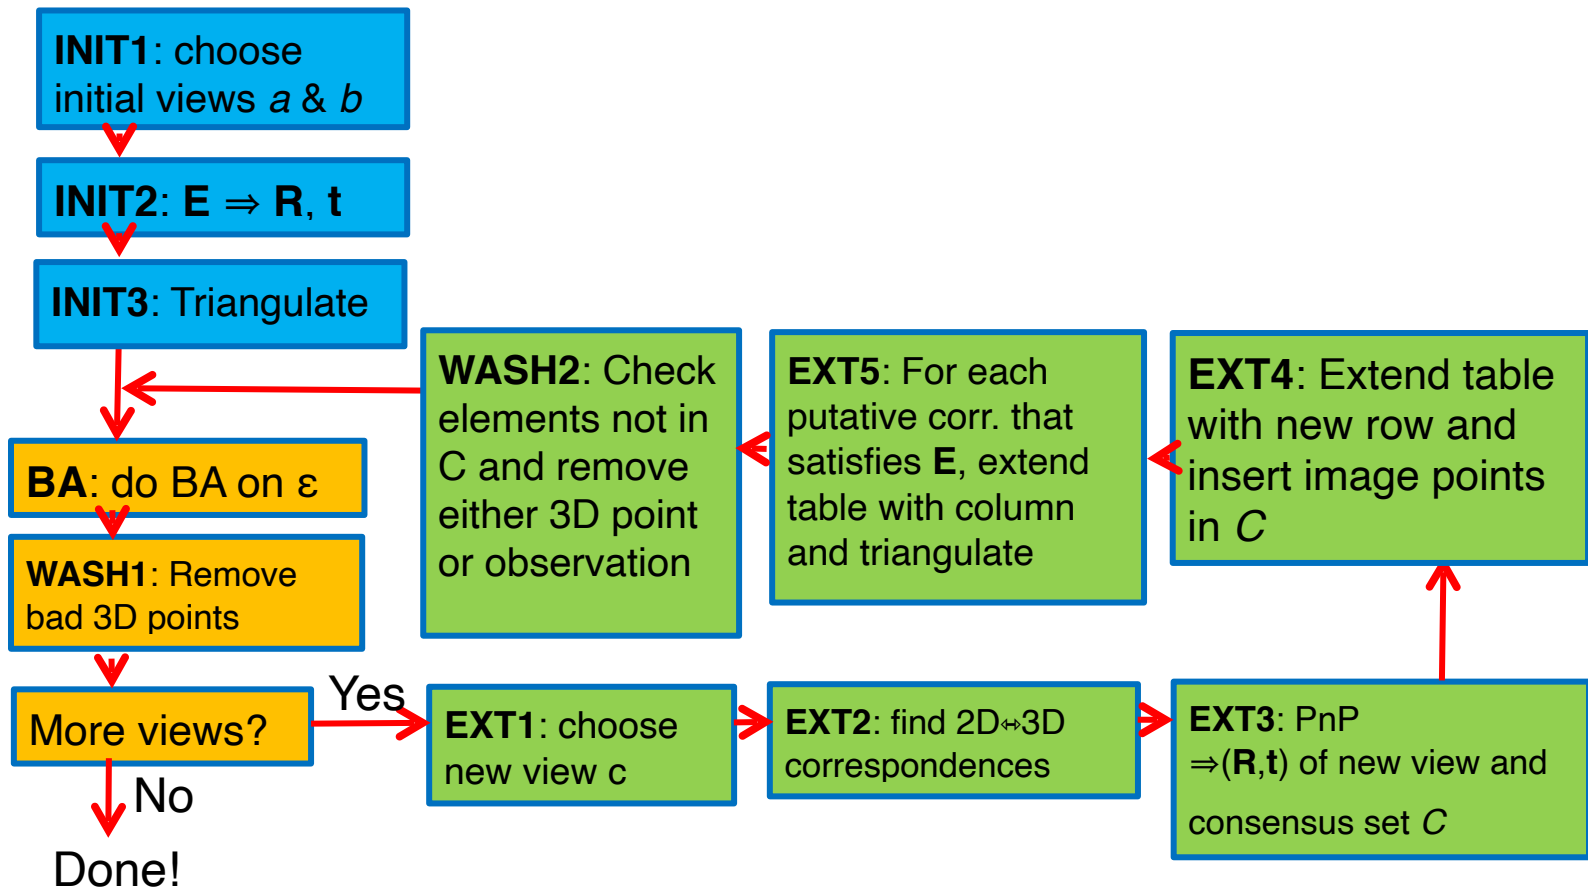 INIT1: choose
initial views a & b
INIT2: E ⇒ R, t
INIT3: Triangulate
BA: do BA on ε
WASH1: Remove
bad 3D points
More views?
Yes
No
Done!
EXT1: choose
new view c
EXT2: find 2D⇔3D
correspondences
EXT3: PnP
⇒(R,t) of new view and
consensus set C
EXT4: Extend table
with new row and
insert image points
in C
EXT5: For each
putative corr. that
satisfies E, extend
table with column
and triangulate
WASH2: Check
elements not in
C and remove
either 3D point
or observation